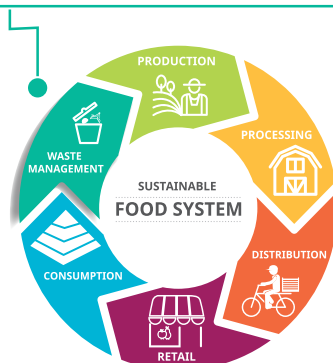 PRODUCTION
PROCESSING
WASTE
MANAGEMENT
SUSTAINABLE
FOOD SYSTEM
DISTRIBUTION
CONSUMPTION
RETAIL